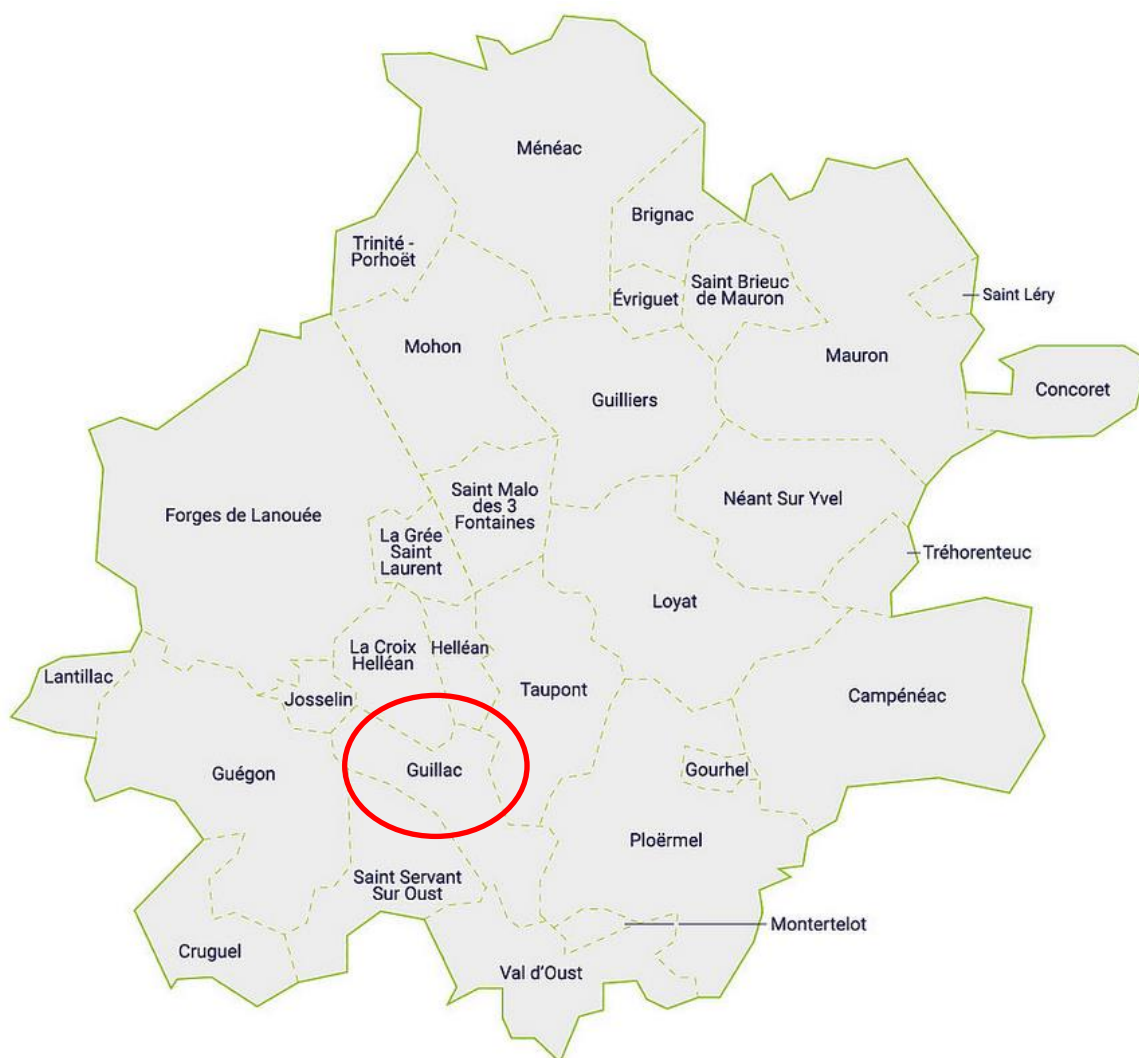 Ménéac
Brignac
Trinité -
Porhoët
Évriguet
Saint Brieuc
de Mauron
Saint Léry
Mohon
Mauron
Concoret
Guilliers
Saint Malo
des 3
Fontaines
Néant Sur Yvel
Forges de Lanouée
La Grée
Saint
Laurent
Tréhorenteuc
Loyat
La Croix
Helléan
Helléan
Lantillac
Josselin
Taupont
Campénéac
Guégon
Guillac
Gourhel
Ploërmel
Saint Servant
Sur Oust
Montertelot
Cruguel
Val d'Oust